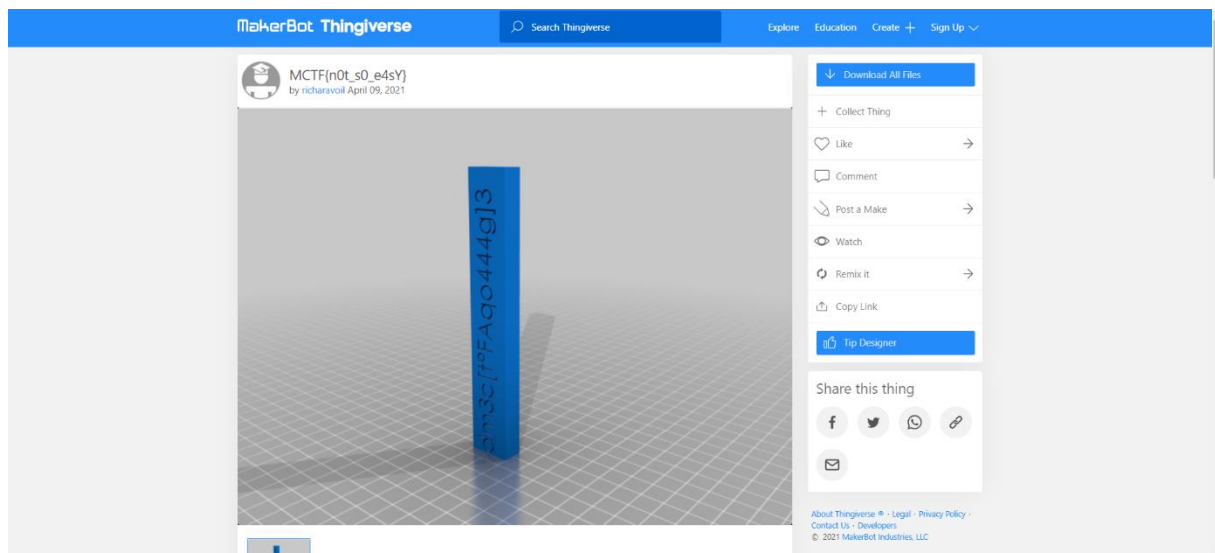 MakerBot Thingiverse
Search Thingiverse
Explore Education Create Sign Up
MCTF{n0t_s0_e4sY}
by richaravoil April 09, 2021
Download All Files
Collect Thing
Like
Comment
Post a Make
Watch
Remix it
Copy Link
Tip Designer
Share this thing
About Thingiverse ® · Legal · Privacy Policy ·
Contact Us · Developers
© 2021 MakerBot Industries, LLC